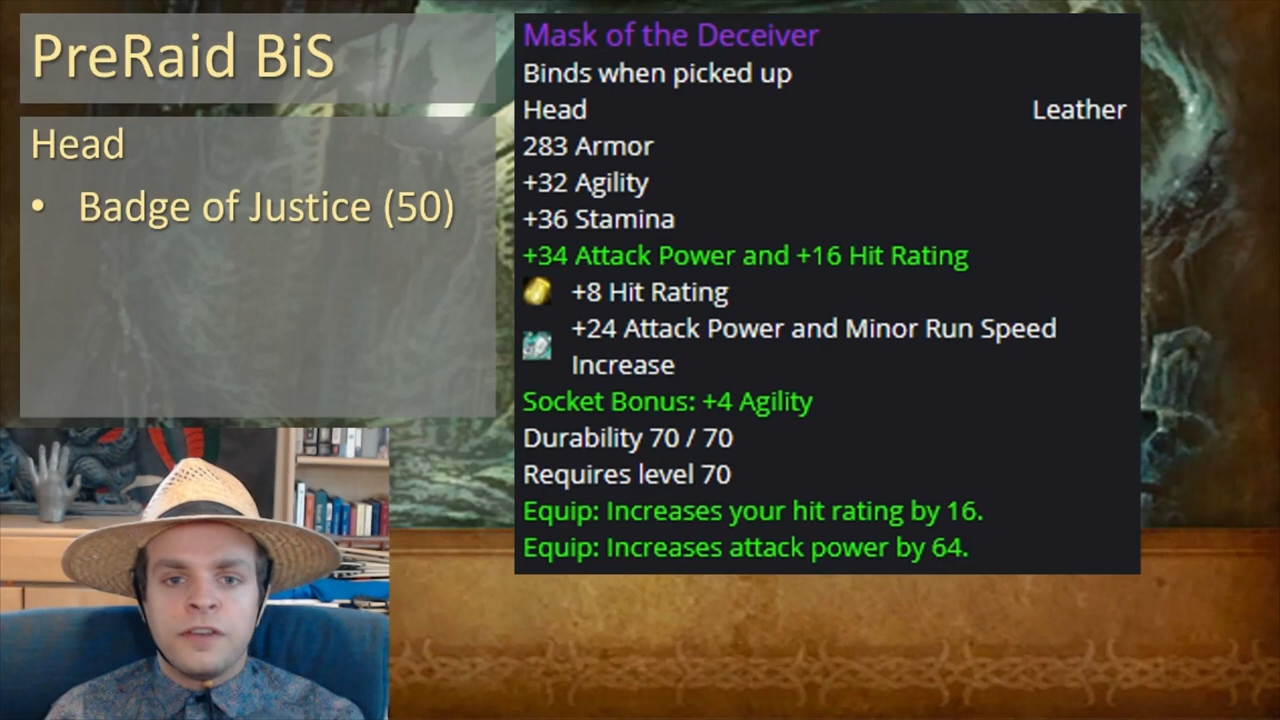 PreRaid BiS
Head
• Badge of Justice (50)
Mask of the Deceiver
Binds when picked up
Head Leather
283 Armor
+32 Agility
+36 Stamina
+34 Attack Power and +16 Hit Rating
+8 Hit Rating
+24 Attack Power and Minor Run Speed
Increase
Socket Bonus: +4 Agility
Durability 70 / 70
Requires level 70
Equip: Increases your hit rating by 16.
Equip: Increases attack power by 64.